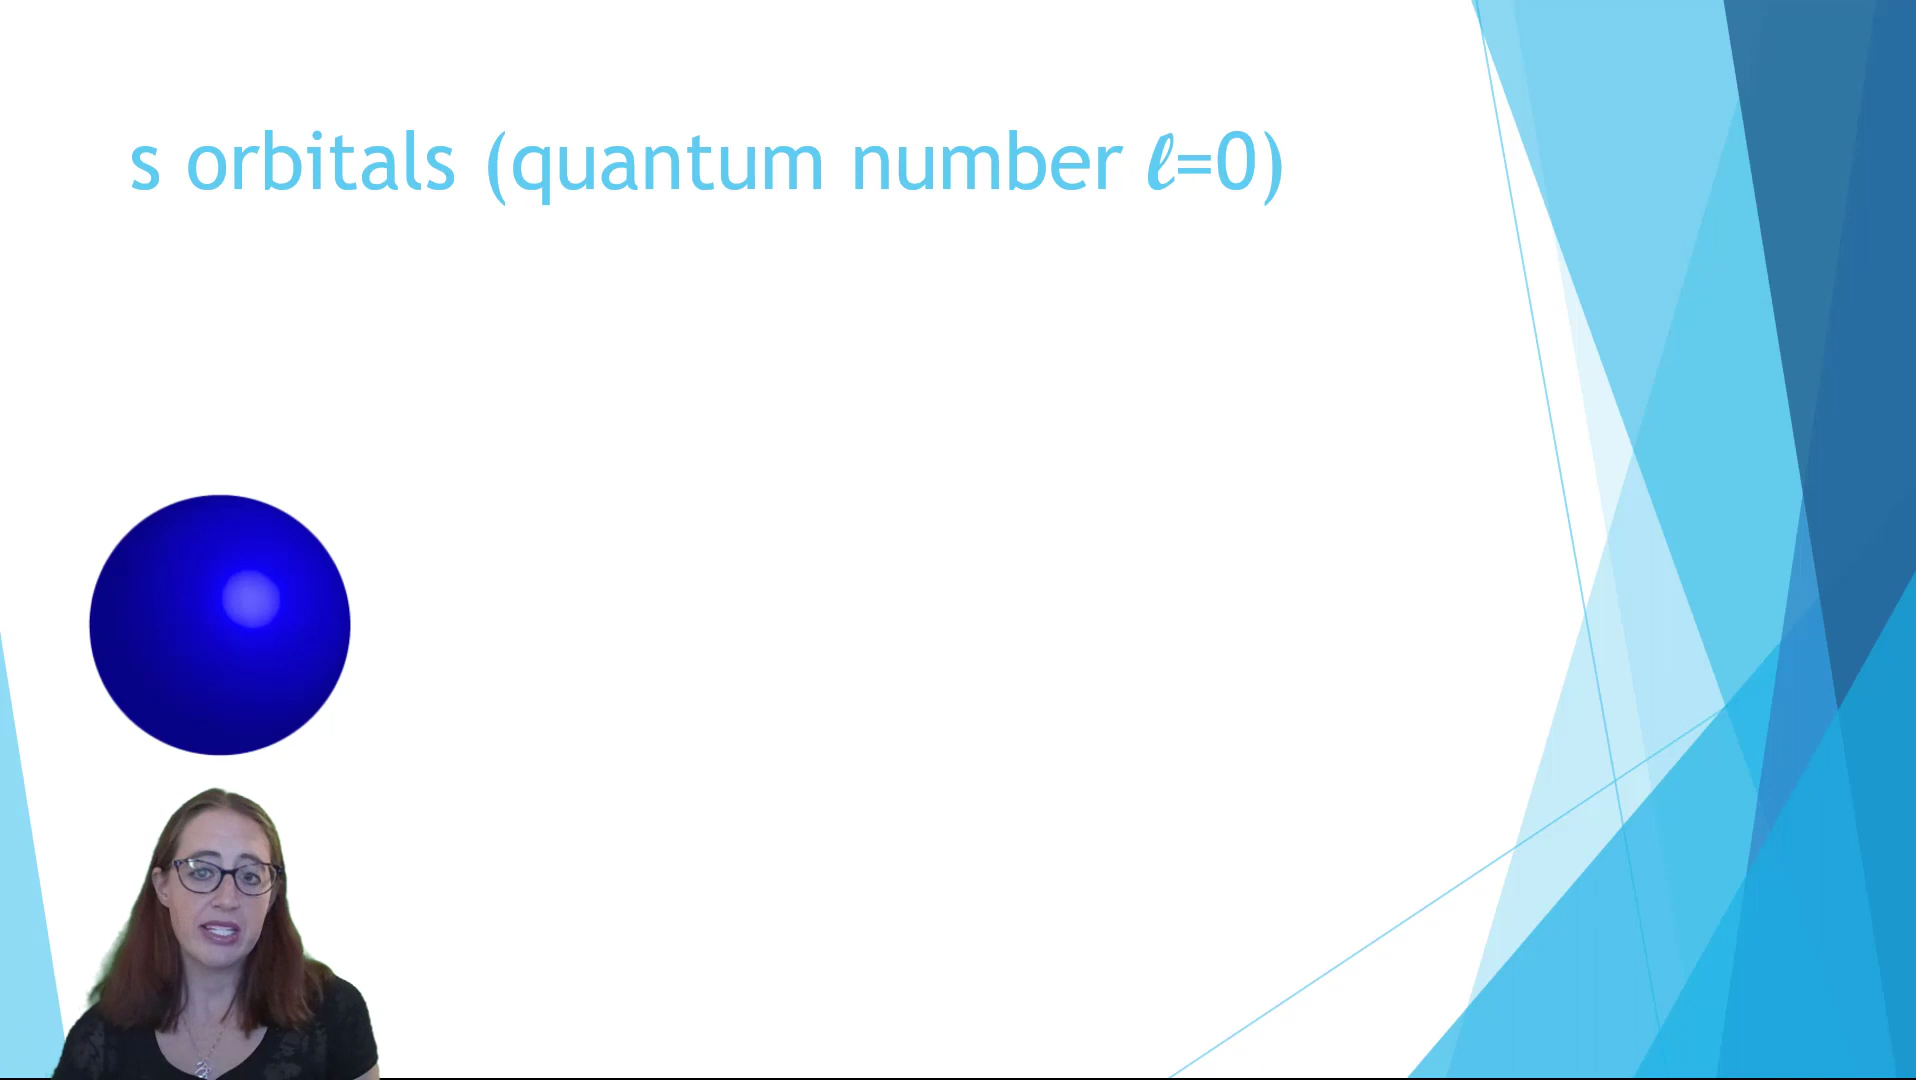 s orbitals (quantum number ℓ=0)